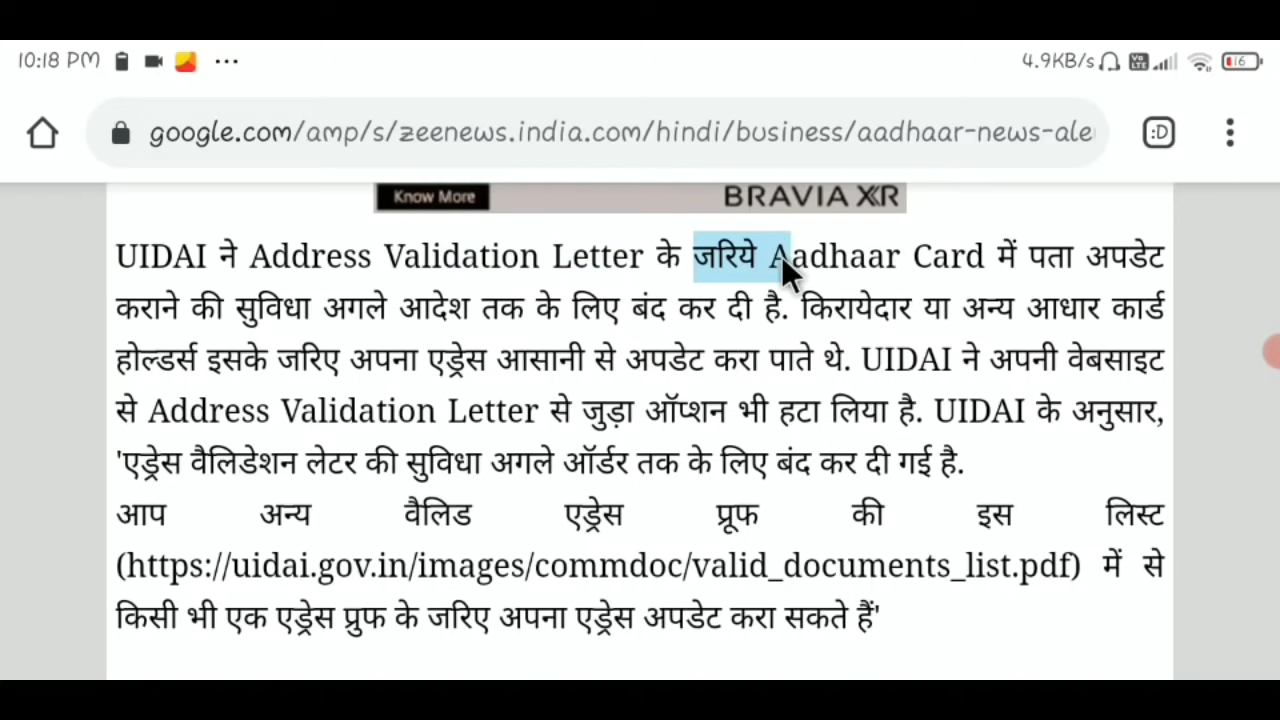 10:18 PM
4.9KB/s
Vo LTE
16
google.com/amp/s/zeenews.india.com/hindi/business/aadhaar-news-ale
:D
Know More
BRAVIA XR
UIDAI ने Address Validation Letter के जरिये Aadhaar Card में पता अपडेट
कराने की सुविधा अगले आदेश तक के लिए बंद कर दी है. किरायेदार या अन्य आधार कार्ड
होल्डर्स इसके जरिए अपना एड्रेस आसानी से अपडेट करा पाते थे. UIDAI ने अपनी वेबसाइट
से Address Validation Letter से जुड़ा ऑप्शन भी हटा लिया है. UIDAI के अनुसार,
'एड्रेस वैलिडेशन लेटर की सुविधा अगले ऑर्डर तक के लिए बंद कर दी गई है.
आप अन्य वैलिड एड्रेस प्रूफ की इस लिस्ट
(https://uidai.gov.in/images/commdoc/valid_documents_list.pdf) में से
किसी भी एक एड्रेस प्रुफ के जरिए अपना एड्रेस अपडेट करा सकते हैं'